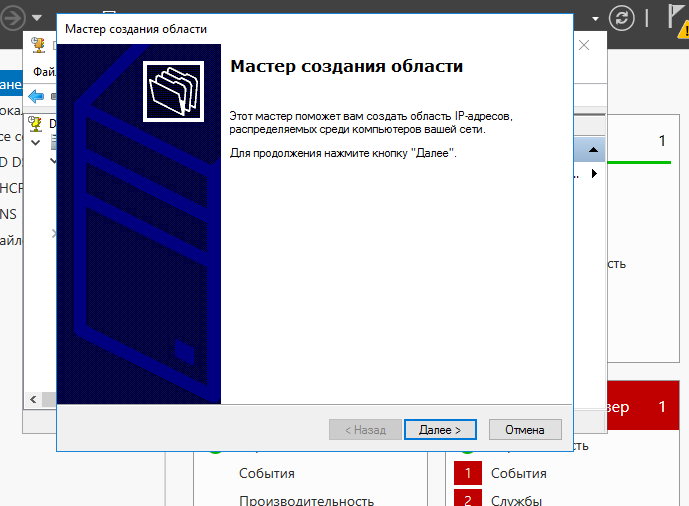 Мастер создания области
Мастер создания области
Этот мастер поможет вам создать область IP-адресов,
распределяемых среди компьютеров вашей сети.
Для продолжения нажмите кнопку "Далее".
< Назад
Далее >
Отмена
1
1
События
Производительность
1
События
2
Службы